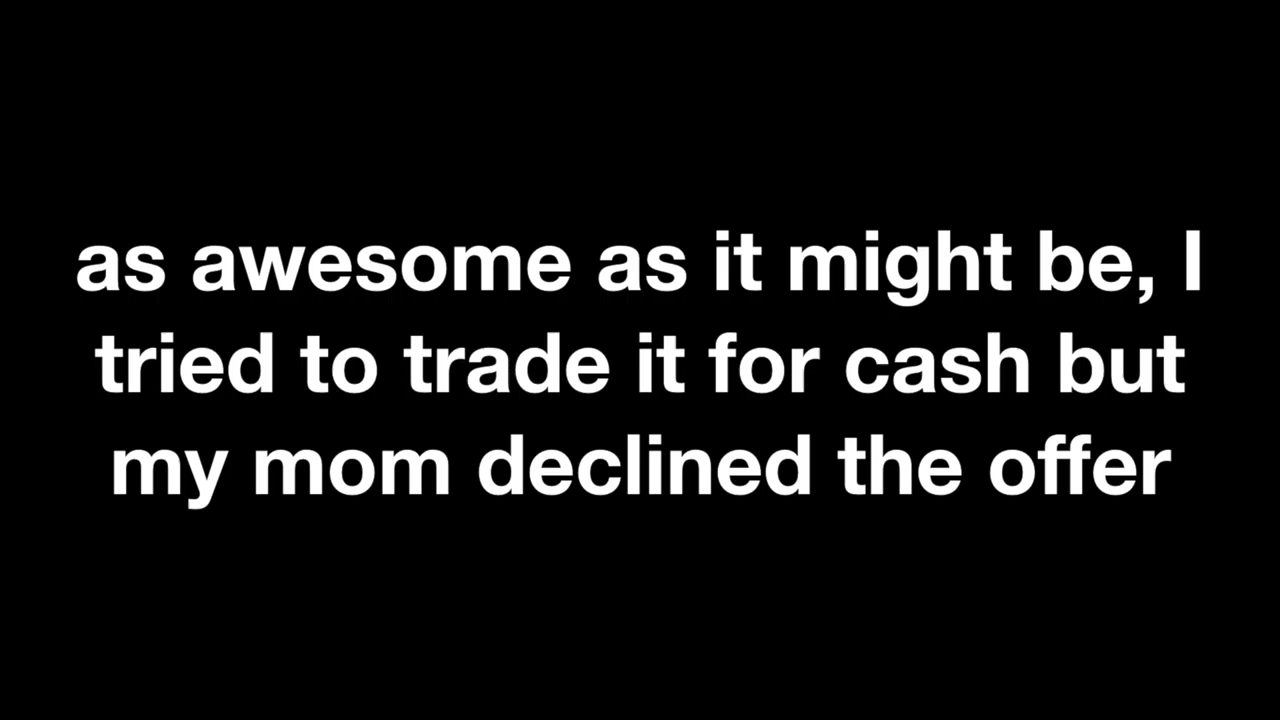 as awesome as it might be, I
tried to trade it for cash but
my mom declined the offer